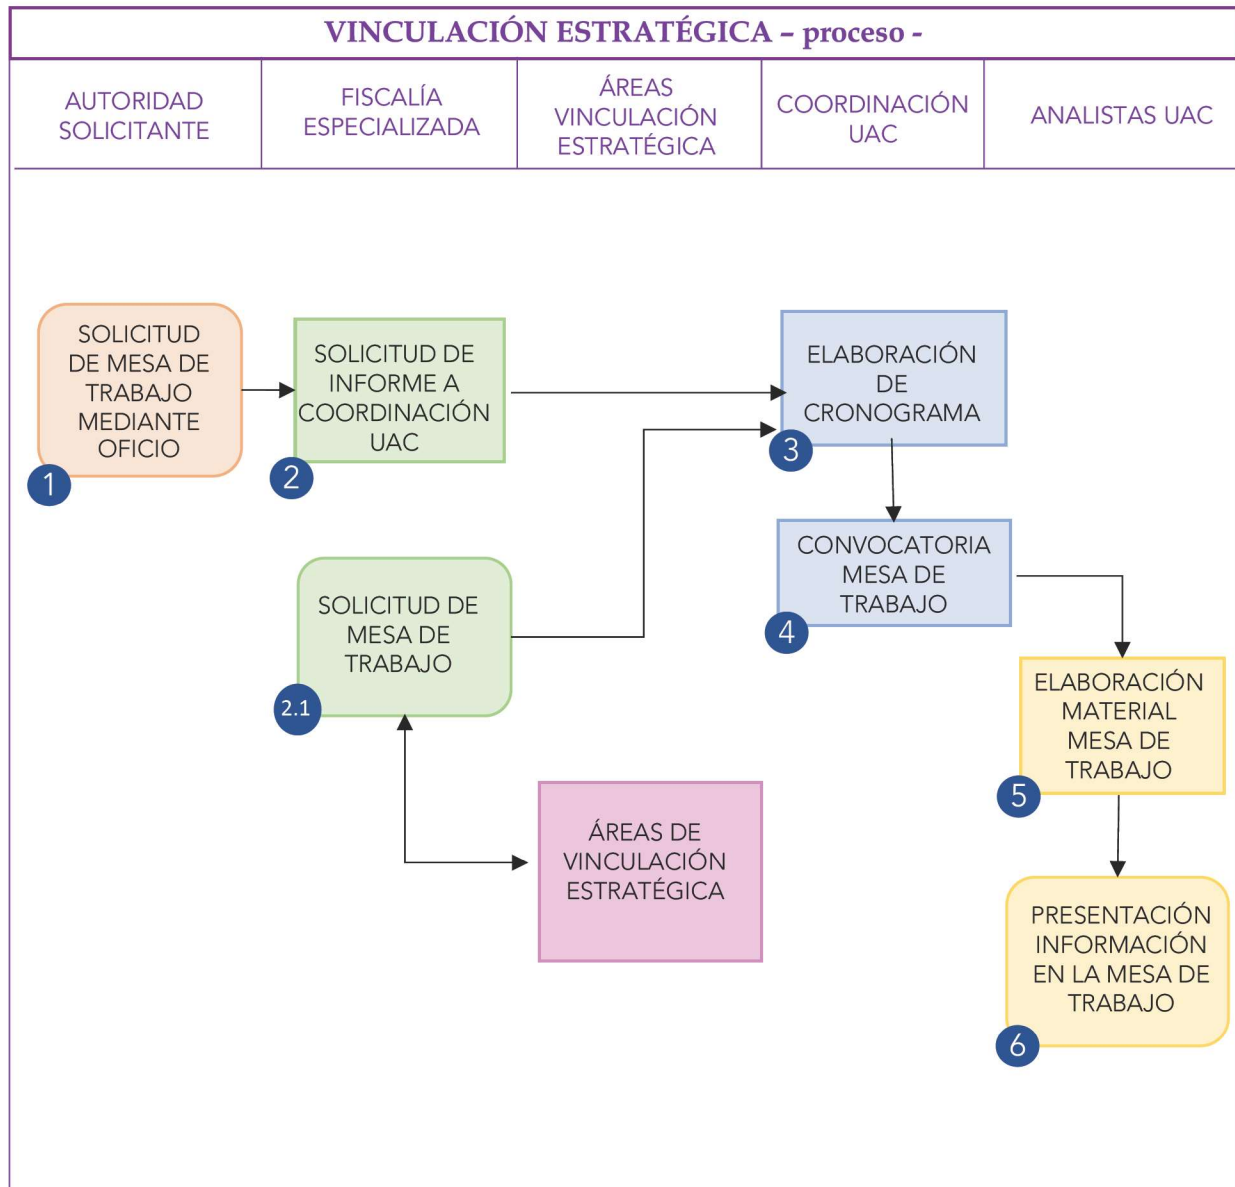 VINCULACIÓN ESTRATÉGICA – proceso -
AUTORIDAD
SOLICITANTE
FISCALÍA
ESPECIALIZADA
ÁREAS
VINCULACIÓN
ESTRATÉGICA
COORDINACIÓN
UAC
ANALISTAS UAC
SOLICITUD
DE MESA DE
TRABAJO
MEDIANTE
OFICIO
1
SOLICITUD DE
INFORME A
COORDINACIÓN
UAC
2
ELABORACIÓN
DE
CRONOGRAMA
3
SOLICITUD DE
MESA DE
TRABAJO
2.1
CONVOCATORIA
MESA DE
TRABAJO
4
ELABORACIÓN
MATERIAL
MESA DE
TRABAJO
5
ÁREAS DE
VINCULACIÓN
ESTRATÉGICA
PRESENTACIÓN
INFORMACIÓN
EN LA MESA DE
TRABAJO
6